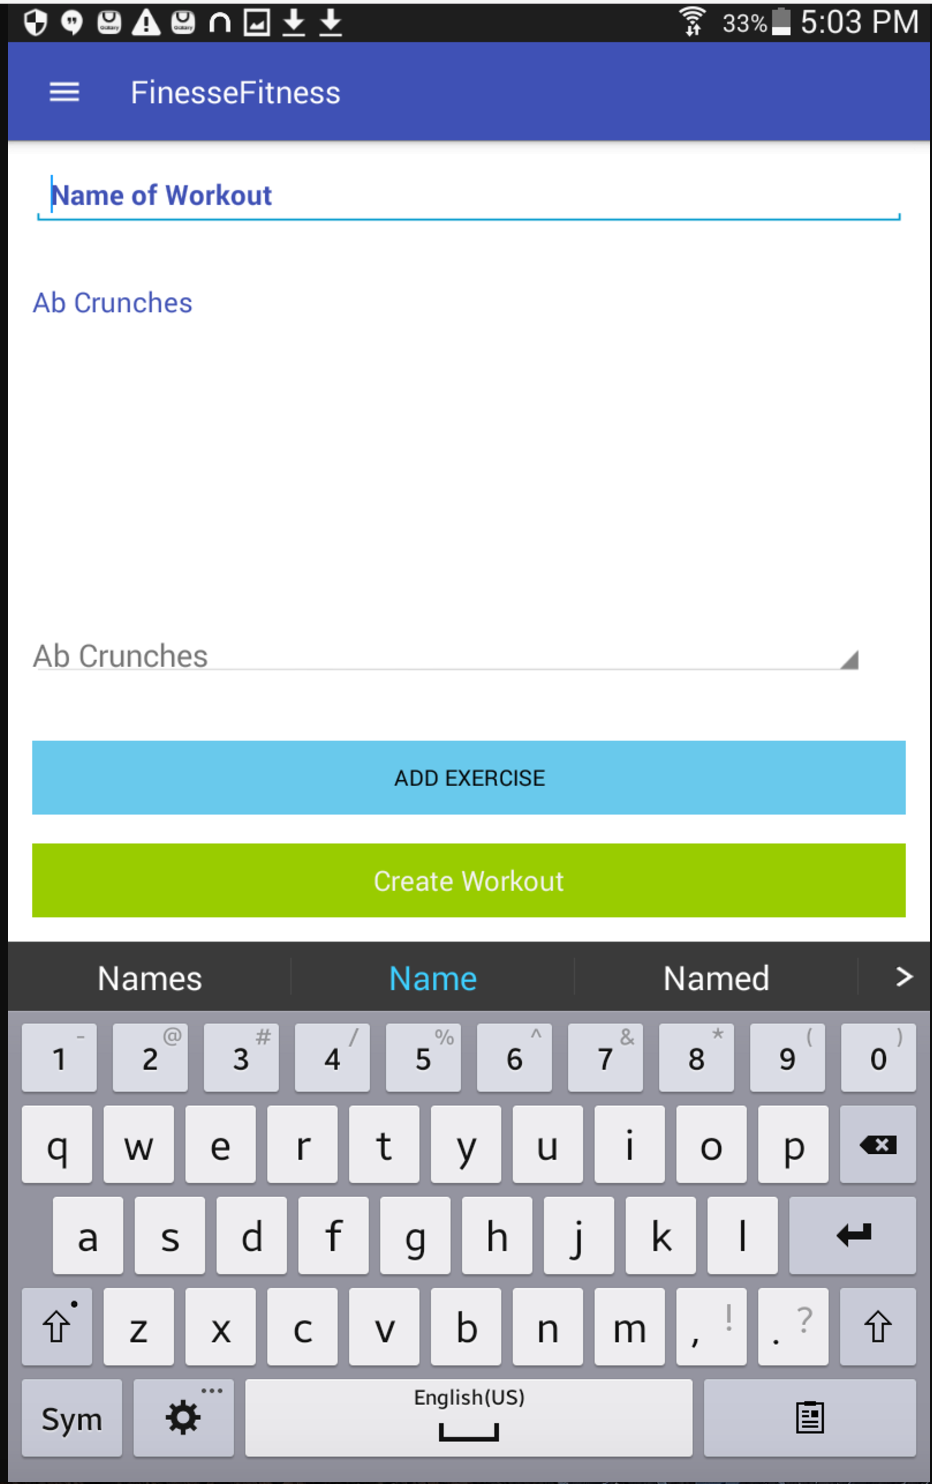 33% 5:03 PM
FinesseFitness
Name of Workout
Ab Crunches
Ab Crunches
ADD EXERCISE
Create Workout
Names Name Named >
1 - 2 @ 3 # 4 / 5 % 6 ^ 7 & 8 * 9 ( 0 )
q w e r t y u i o p
a s d f g h j k l
z x c v b n m , ! . ?
Sym ... English(US)